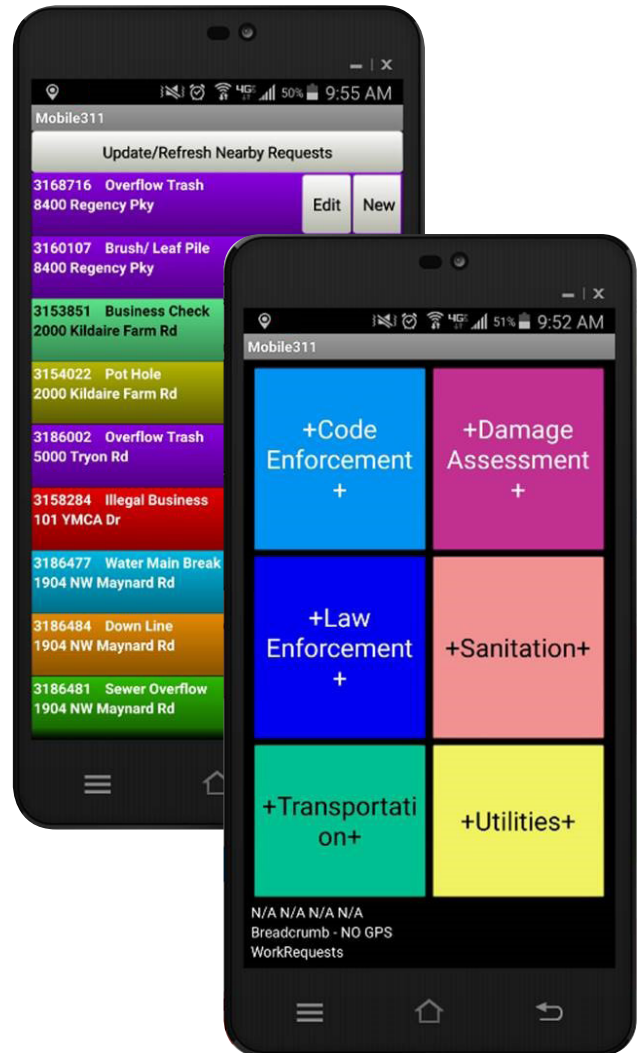 50% 9:55 AM
Mobile311
Update/Refresh Nearby Requests
3168716 Overflow Trash
8400 Regency Pky
Edit New
3160107 Brush/ Leaf Pile
8400 Regency Pky
3153851 Business Check
2000 Kildaire Farm Rd
3154022 Pot Hole
2000 Kildaire Farm Rd
3186002 Overflow Trash
5000 Tryon Rd
3158284 Illegal Business
101 YMCA Dr
3186477 Water Main Break
1904 NW Maynard Rd
3186484 Down Line
1904 NW Maynard Rd
3186481 Sewer Overflow
1904 NW Maynard Rd
51% 9:52 AM
Mobile311
+Code
Enforcement
+
+Damage
Assessment
+
+Law
Enforcement
+
+Sanitation+
+Transportati
on+
+Utilities+
N/A N/A N/A N/A
Breadcrumb - NO GPS
WorkRequests